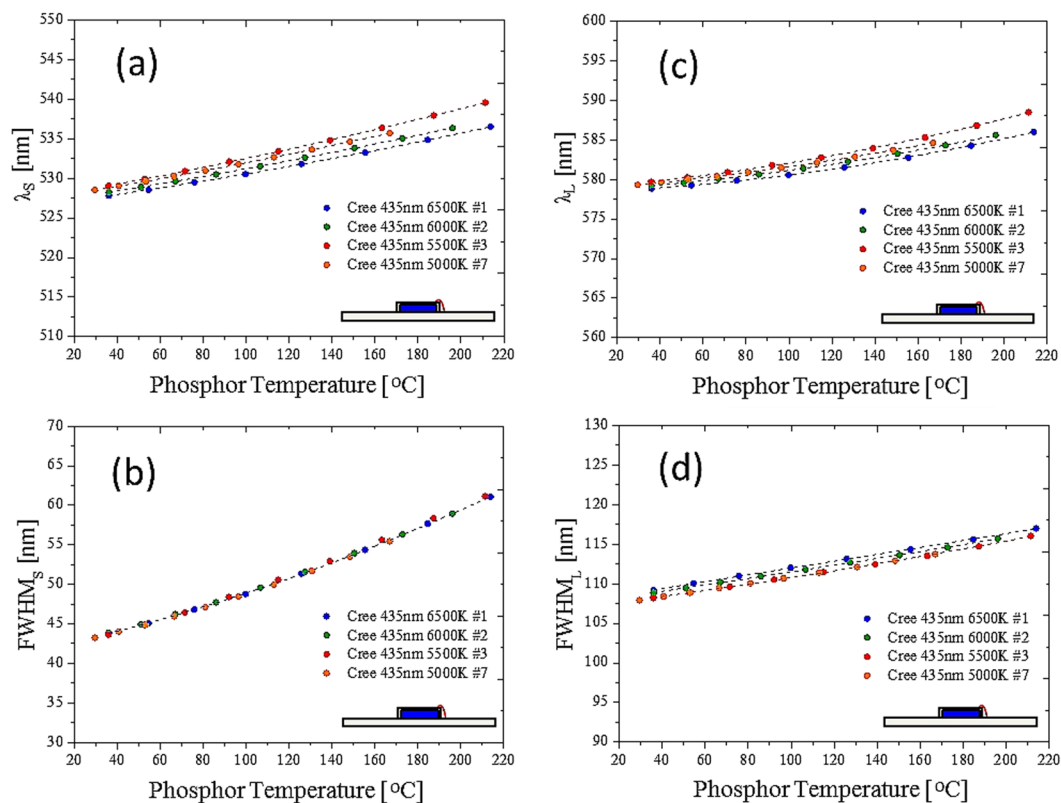 (a)
550
545
540
535
530
525
520
515
510
λS [nm]
Cree 435nm 6500K #1
Cree 435nm 6000K #2
Cree 435nm 5500K #3
Cree 435nm 5000K #7
20 40 60 80 100 120 140 160 180 200 220
Phosphor Temperature [ºC]
(c)
600
595
590
585
580
575
570
565
560
λL [nm]
Cree 435nm 6500K #1
Cree 435nm 6000K #2
Cree 435nm 5500K #3
Cree 435nm 5000K #7
20 40 60 80 100 120 140 160 180 200 220
Phosphor Temperature [ºC]
(b)
70
65
60
55
50
45
40
35
30
FWHMS [nm]
Cree 435nm 6500K #1
Cree 435nm 6000K #2
Cree 435nm 5500K #3
Cree 435nm 5000K #7
20 40 60 80 100 120 140 160 180 200 220
Phosphor Temperature [ºC]
(d)
130
125
120
115
110
105
100
95
90
FWHML [nm]
Cree 435nm 6500K #1
Cree 435nm 6000K #2
Cree 435nm 5500K #3
Cree 435nm 5000K #7
20 40 60 80 100 120 140 160 180 200 220
Phosphor Temperature [ºC]